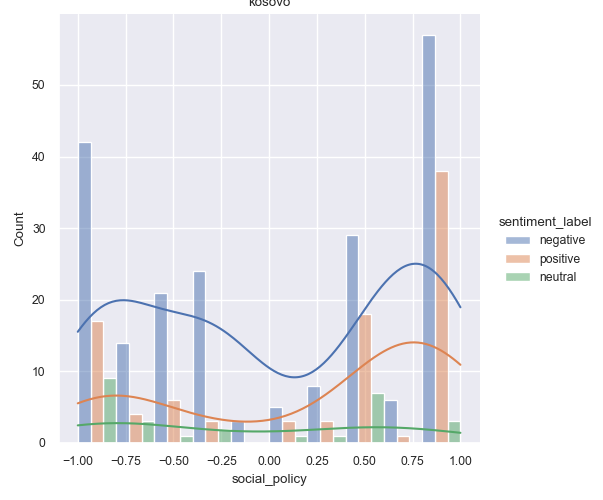 kosovo
50
40
30
20
10
0
Count
−1.00 −0.75 −0.50 −0.25 0.00 0.25 0.50 0.75 1.00
social_policy
sentiment_label
negative
positive
neutral